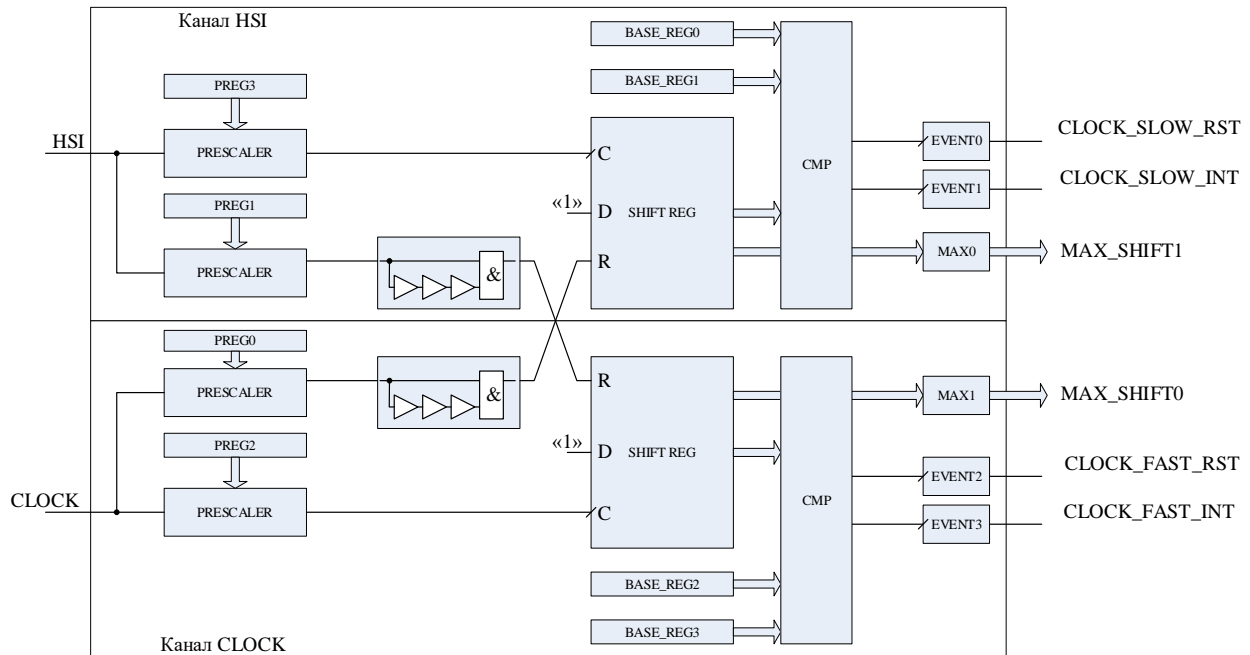 Канал HSI
BASE_REG0
BASE_REG1
PREG3
HSI
PRESCALER
C
CMP
EVENT0
CLOCK_SLOW_RST
EVENT1
CLOCK_SLOW_INT
PREG1
«1»
D
SHIFT REG
PRESCALER
&
R
MAX0
MAX_SHIFT1
PREG0
PRESCALER
&
R
MAX1
MAX_SHIFT0
PREG2
«1»
D
SHIFT REG
CMP
EVENT2
CLOCK_FAST_RST
CLOCK
PRESCALER
C
EVENT3
CLOCK_FAST_INT
BASE_REG2
BASE_REG3
Канал CLOCK